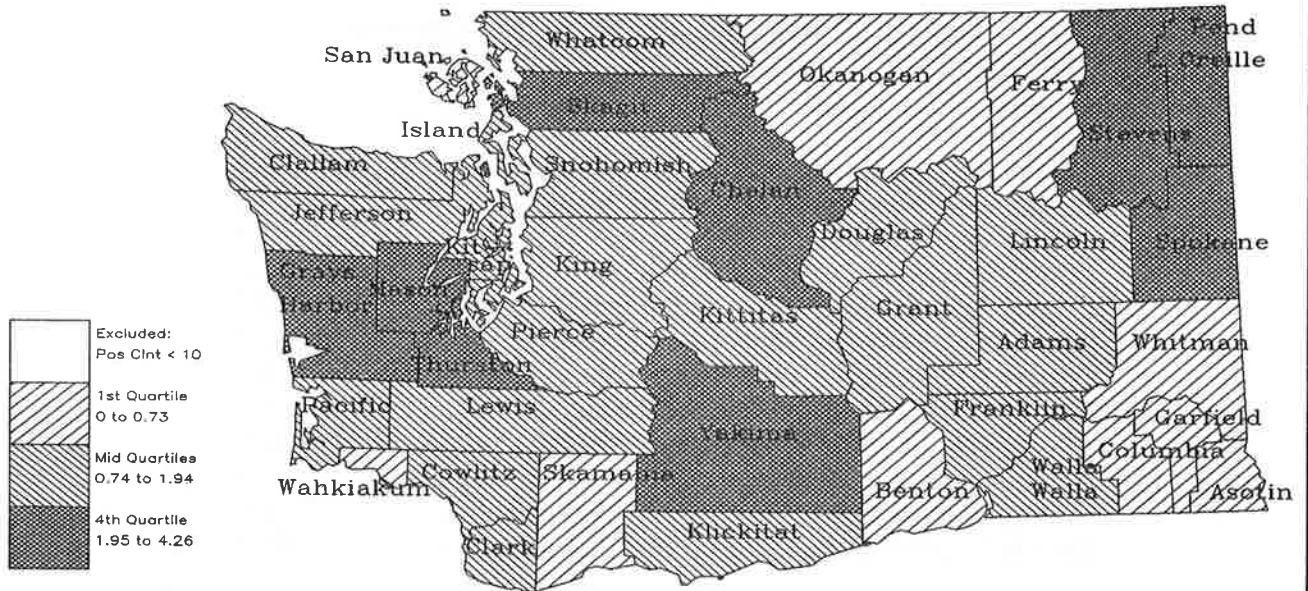 Whatcom
Pend
Oreille
San Juan
Okanogan
Ferry
Skagit
Island
Stevens
Clallam
Snohomish
Chelan
Jefferson
Douglas
Lincoln
Spokane
Kit
sap
King
Grays
Harbor
Mason
Kittitas
Grant
Pierce
Adams
Whitman
Thurston
Pacific
Lewis
Franklin
Garfield
Yakima
Columbia
Cowlitz
Skamania
Wahkiakum
Benton
Walla
Walla
Asotin
Clark
Klickitat
Excluded:
Pos Clnt < 10
1st Quartile
0 to 0.73
Mid Quartiles
0.74 to 1.94
4th Quartile
1.95 to 4.26